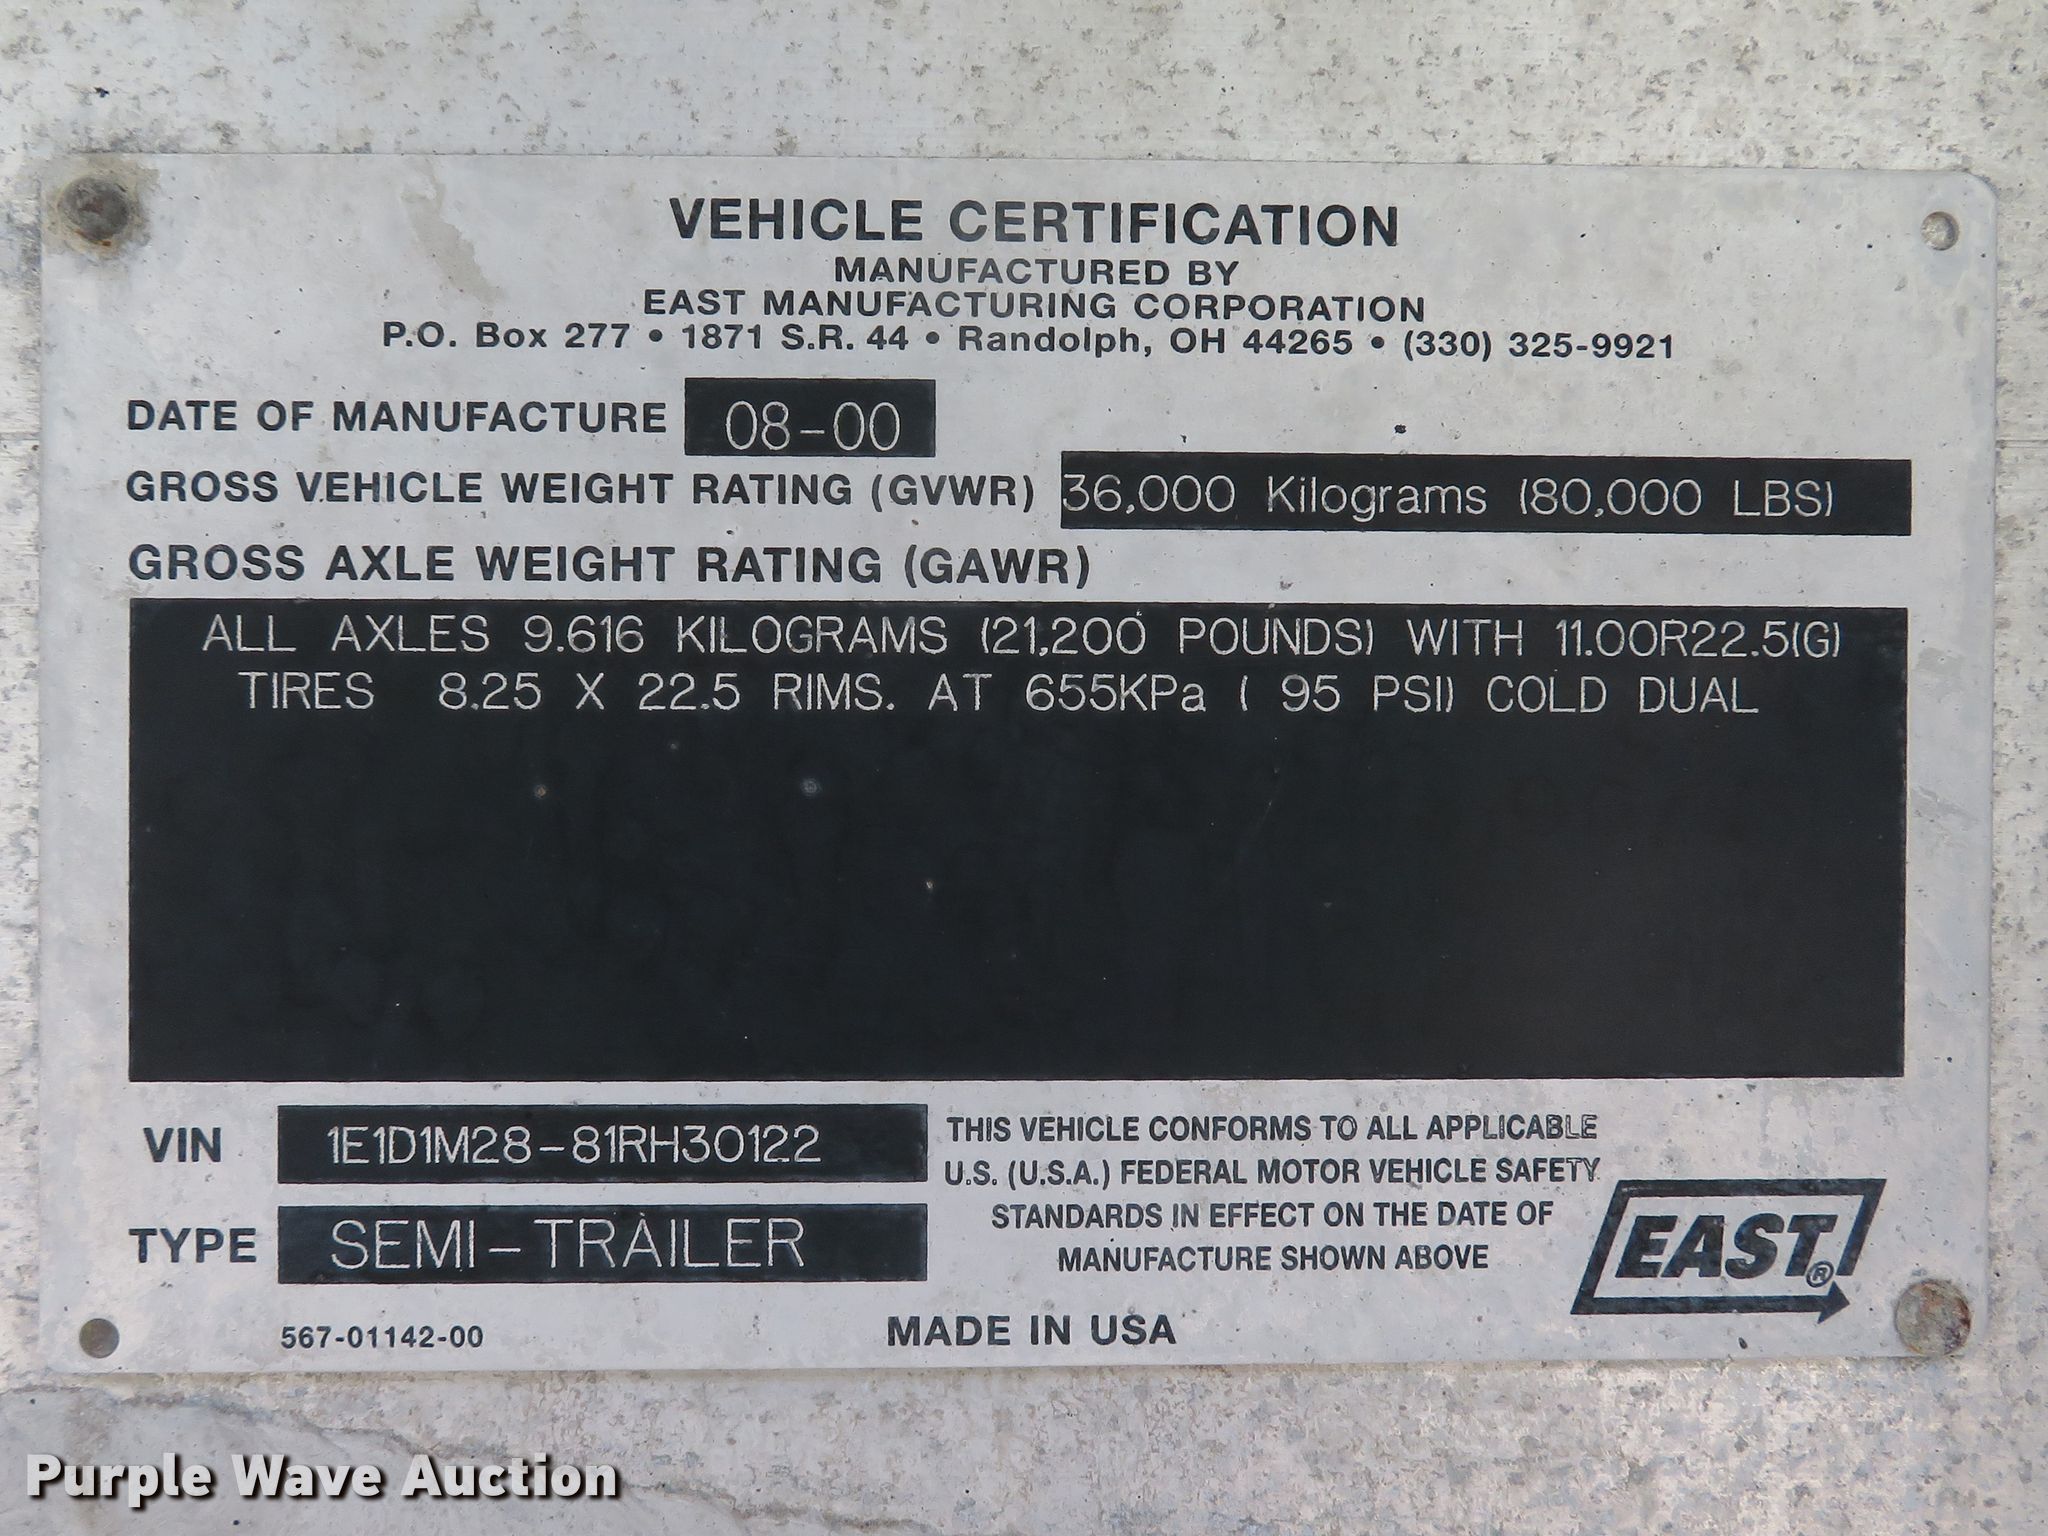 VEHICLE CERTIFICATION
MANUFACTURED BY
EAST MANUFACTURING CORPORATION
P.O. Box 277 • 1871 S.R. 44 • Randolph, OH 44265 • (330) 325-9921
DATE OF MANUFACTURE 08-00
GROSS VEHICLE WEIGHT RATING (GVWR) 36,000 Kilograms (80,000 LBS)
GROSS AXLE WEIGHT RATING (GAWR)
ALL AXLES 9.616 KILOGRAMS (21,200 POUNDS) WITH 11.00R22.5(G)
TIRES 8.25 X 22.5 RIMS. AT 655KPa ( 95 PSI) COLD DUAL
VIN 1E1D1M28-81RH30122
TYPE SEMI-TRAILER
THIS VEHICLE CONFORMS TO ALL APPLICABLE
U.S. (U.S.A.) FEDERAL MOTOR VEHICLE SAFETY
STANDARDS IN EFFECT ON THE DATE OF
MANUFACTURE SHOWN ABOVE
EAST®
567-01142-00
MADE IN USA
Purple Wave Auction